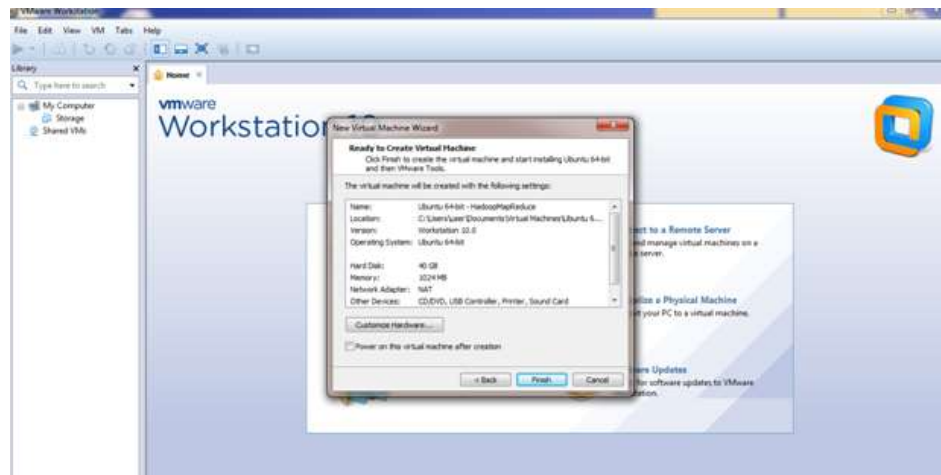 VMware Workstation
File Edit View VM Tabs Help
Library
Home
Type here to search
My Computer
Storage
Shared VMs
vmware
Workstation
New Virtual Machine Wizard
Ready to Create Virtual Machine
Click Finish to create the virtual machine and start installing Ubuntu 64-bit
and then VMware Tools.
The virtual machine will be created with the following settings:
Name: Ubuntu 64-bit - HadoopMapReduce
Location: C:\Users\user\Documents\Virtual Machines\Ubuntu 6...
Version: Workstation 10.0
Operating System: Ubuntu 64-bit
Hard Disk: 40 GB
Memory: 1024 MB
Network Adapter: NAT
Other Devices: CD/DVD, USB Controller, Printer, Sound Card
Customize Hardware...
Power on this virtual machine after creation
< Back Finish Cancel
to a Remote Server
and manage virtual machines on a
server.
a Physical Machine
your PC to a virtual machine.
Updates
for software updates to VMware